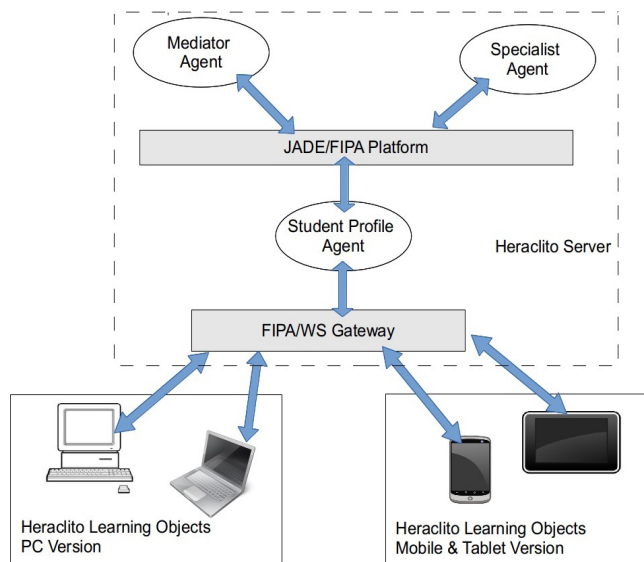 Mediator
Agent
Specialist
Agent
JADE/FIPA Platform
Student Profile
Agent
Heraclito Server
FIPA/WS Gateway
Heraclito Learning Objects
PC Version
Heraclito Learning Objects
Mobile & Tablet Version